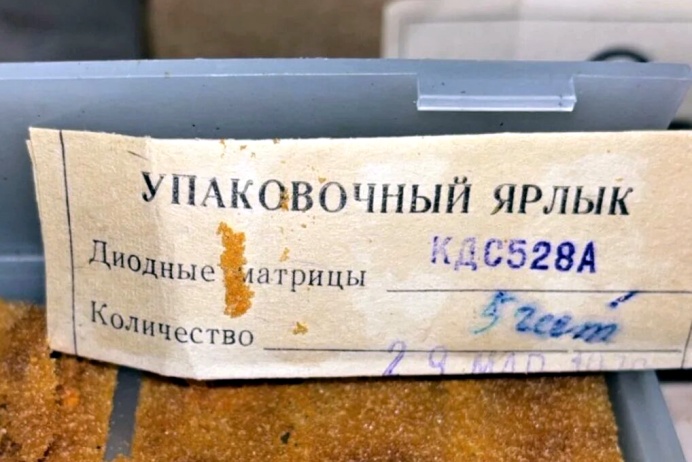 УПАКОВОЧНЫЙ ЯРЛЫК
Диодные матрицы КДС528А
Количество 5 шт
29 МАР